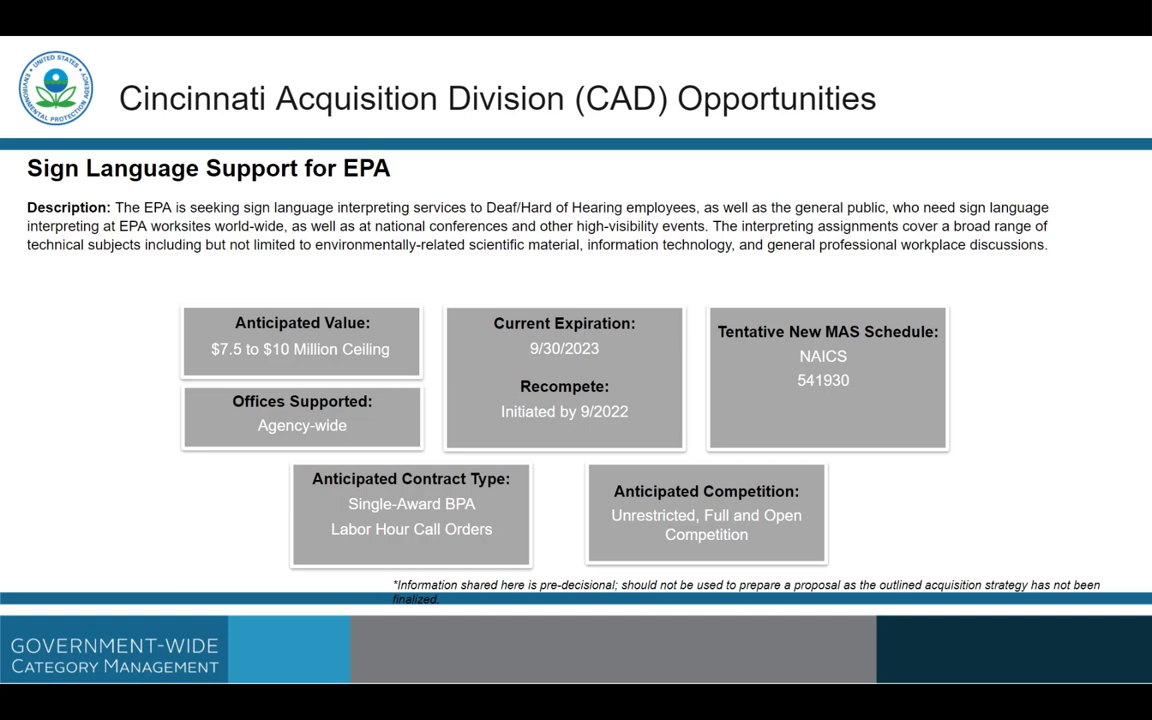 UNITED STATES
ENVIRONMENTAL PROTECTION AGENCY
Cincinnati Acquisition Division (CAD) Opportunities
Sign Language Support for EPA
Description: The EPA is seeking sign language interpreting services to Deaf/Hard of Hearing employees, as well as the general public, who need sign language
interpreting at EPA worksites world-wide, as well as at national conferences and other high-visibility events. The interpreting assignments cover a broad range of
technical subjects including but not limited to environmentally-related scientific material, information technology, and general professional workplace discussions.
Anticipated Value:
$7.5 to $10 Million Ceiling
Offices Supported:
Agency-wide
Current Expiration:
9/30/2023
Recompete:
Initiated by 9/2022
Tentative New MAS Schedule:
NAICS
541930
Anticipated Contract Type:
Single-Award BPA
Labor Hour Call Orders
Anticipated Competition:
Unrestricted, Full and Open
Competition
*Information shared here is pre-decisional; should not be used to prepare a proposal as the outlined acquisition strategy has not been
finalized.
GOVERNMENT-WIDE
CATEGORY MANAGEMENT